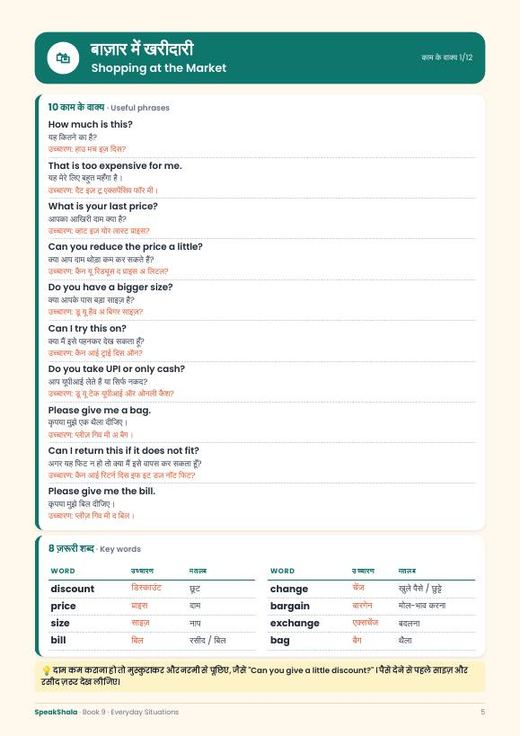 बाज़ार में खरीदारी
Shopping at the Market
काम के वाक्य 1/12
10 काम के वाक्य · Useful phrases
How much is this?
यह कितने का है?
उच्चारण: हाउ मच इज़ दिस?
That is too expensive for me.
यह मेरे लिए बहुत महँगा है।
उच्चारण: दैट इज़ टू एक्सपेंसिव फॉर मी।
What is your last price?
आपका आखिरी दाम क्या है?
उच्चारण: व्हाट इज योर लास्ट प्राइस?
Can you reduce the price a little?
क्या आप दाम थोड़ा कम कर सकते हैं?
उच्चारण: कैन यू रिड्यूस द प्राइस अ लिटल?
Do you have a bigger size?
क्या आपके पास बड़ा साइज़ है?
उच्चारण: डू यू हैव अ बिगर साइज़?
Can I try this on?
क्या मैं इसे पहनकर देख सकता हूँ?
उच्चारण: कैन आई ट्राई दिस ऑन?
Do you take UPI or only cash?
आप यूपीआई लेते हैं या सिर्फ नकद?
उच्चारण: डू यू टेक यूपीआई ऑर ओनली कैश?
Please give me a bag.
कृपया मुझे एक थैला दीजिए।
उच्चारण: प्लीज़ गिव मी अ बैग।
Can I return this if it does not fit?
अगर यह फिट न हो तो क्या मैं इसे वापस कर सकता हूँ?
उच्चारण: कैन आई रिटर्न दिस इफ इट डज़ नॉट फिट?
Please give me the bill.
कृपया मुझे बिल दीजिए।
उच्चारण: प्लीज़ गिव मी द बिल।
8 ज़रूरी शब्द · Key words
WORD उच्चारण मतलब WORD उच्चारण मतलब
discount डिस्काउंट छूट change चेंज खुले पैसे / छुट्टे
price प्राइस दाम bargain बारगेन मोल-भाव करना
size साइज़ नाप exchange एक्सचेंज बदलना
bill बिल रसीद / बिल bag बैग थैला
💡 दाम कम कराना हो तो मुस्कुराकर और नरमी से पूछिए, जैसे "Can you give a little discount?" । पैसे देने से पहले साइज़ और
रसीद ज़रूर देख लीजिए।
SpeakShala · Book 9 · Everyday Situations 5